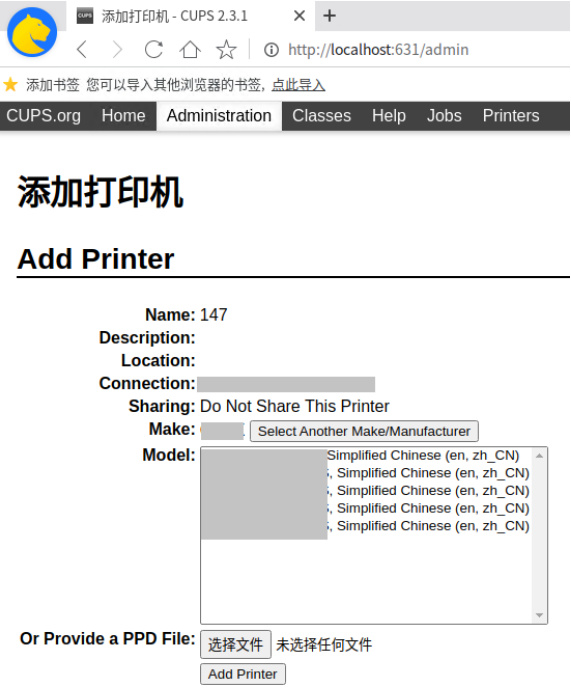 CUPS 添加打印机 - CUPS 2.3.1
http://localhost:631/admin
添加书签 您可以导入其他浏览器的书签, 点此导入
CUPS.org Home Administration Classes Help Jobs Printers
添加打印机
Add Printer
Name: 147
Description:
Location:
Connection:
Sharing: Do Not Share This Printer
Make: Select Another Make/Manufacturer
Model: Simplified Chinese (en, zh_CN)
, Simplified Chinese (en, zh_CN)
, Simplified Chinese (en, zh_CN)
, Simplified Chinese (en, zh_CN)
, Simplified Chinese (en, zh_CN)
Or Provide a PPD File: 选择文件 未选择任何文件
Add Printer